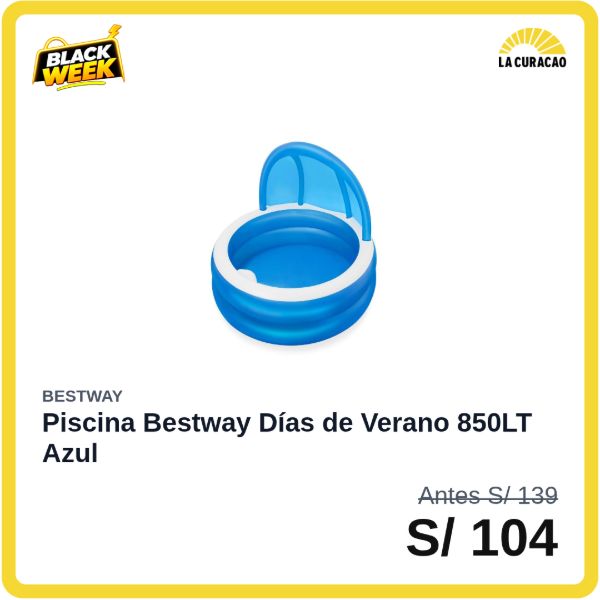 BLACK
WEEK
LA CURACAO
BESTWAY
Piscina Bestway Días de Verano 850LT
Azul
Antes S/ 139
S/ 104